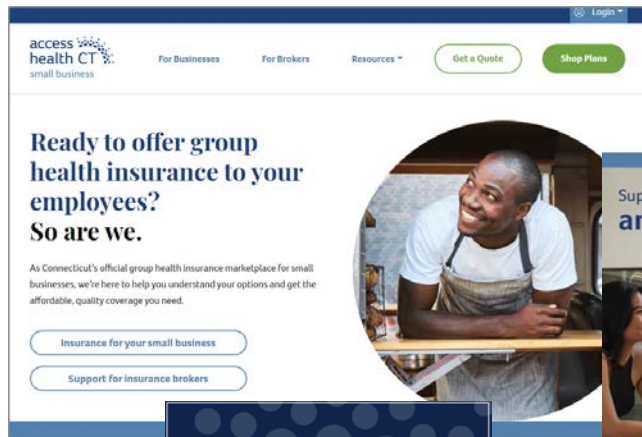 Login
access
health CT
small business
For Businesses
For Brokers
Resources
Get a Quote
Shop Plans
Ready to offer group
health insurance to your
employees?
So are we.
As Connecticut's official group health insurance marketplace for small
businesses, we're here to help you understand your options and get the
affordable, quality coverage you need.
Insurance for your small business
Support for insurance brokers